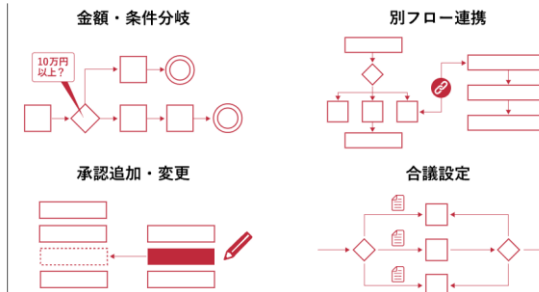 金額・条件分岐
10万円
以上？
別フロー連携
承認追加・変更
合議設定